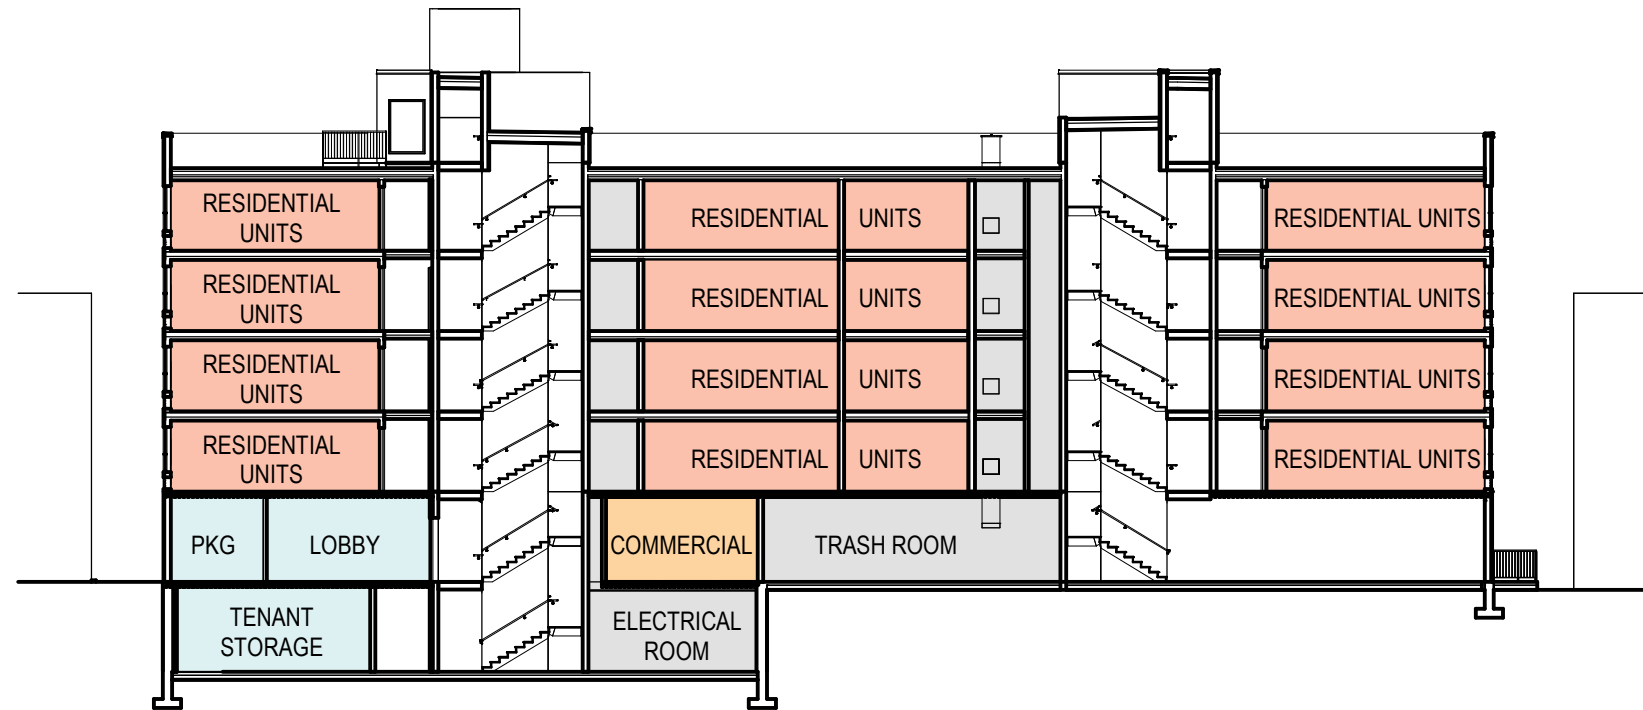 RESIDENTIAL
UNITS
RESIDENTIAL UNITS
RESIDENTIAL UNITS
RESIDENTIAL
UNITS
RESIDENTIAL UNITS
RESIDENTIAL UNITS
RESIDENTIAL
UNITS
RESIDENTIAL UNITS
RESIDENTIAL UNITS
RESIDENTIAL
UNITS
RESIDENTIAL UNITS
RESIDENTIAL UNITS
PKG
LOBBY
COMMERCIAL
TRASH ROOM
TENANT
STORAGE
ELECTRICAL
ROOM